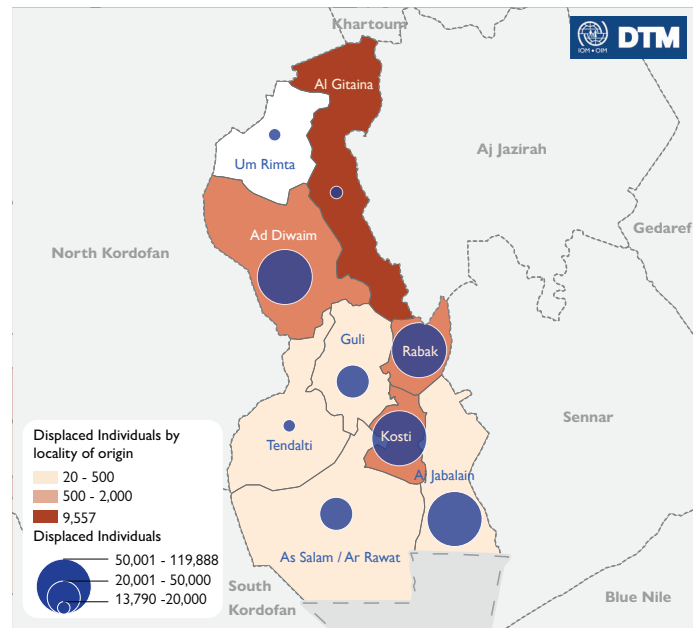 Khartoum
IOM • OIM
DTM
Al Gitaina
Um Rimta
Aj Jazirah
Gedaref
North Kordofan
Ad Diwaim
Guli
Rabak
Sennar
Tendalti
Kosti
Aj Jabalain
As Salam / Ar Rawat
South
Kordofan
Blue Nile
Displaced Individuals by
locality of origin
20 - 500
500 - 2,000
9,557
Displaced Individuals
50,001 - 119,888
20,001 - 50,000
13,790 -20,000